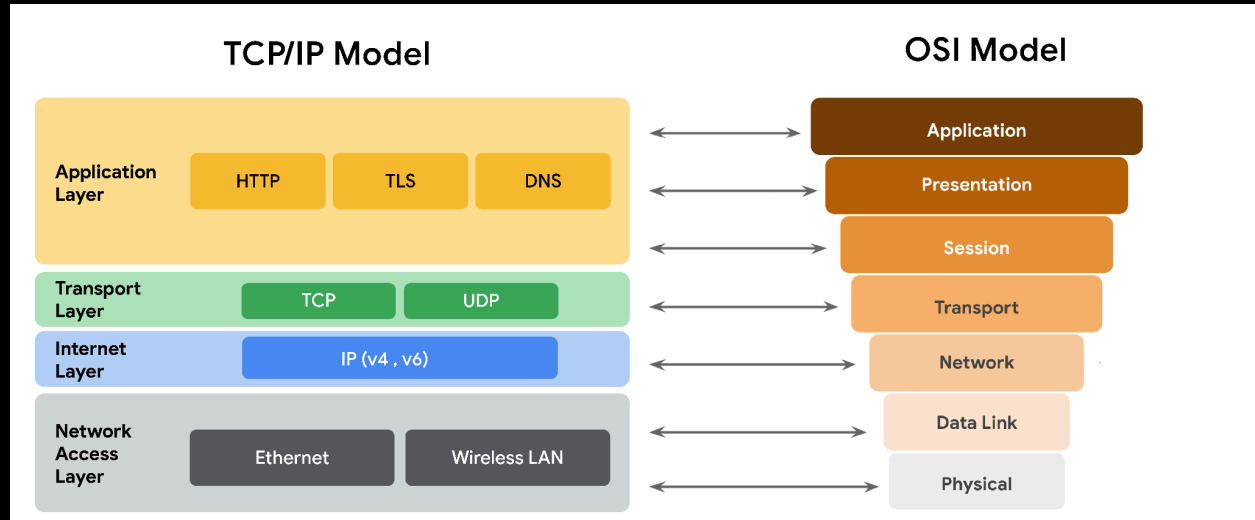 TCP/IP Model
OSI Model
Application
Layer
HTTP
TLS
DNS
Transport
Layer
TCP
UDP
Internet
Layer
IP (v4 , v6)
Network
Access
Layer
Ethernet
Wireless LAN
Application
Presentation
Session
Transport
Network
Data Link
Physical